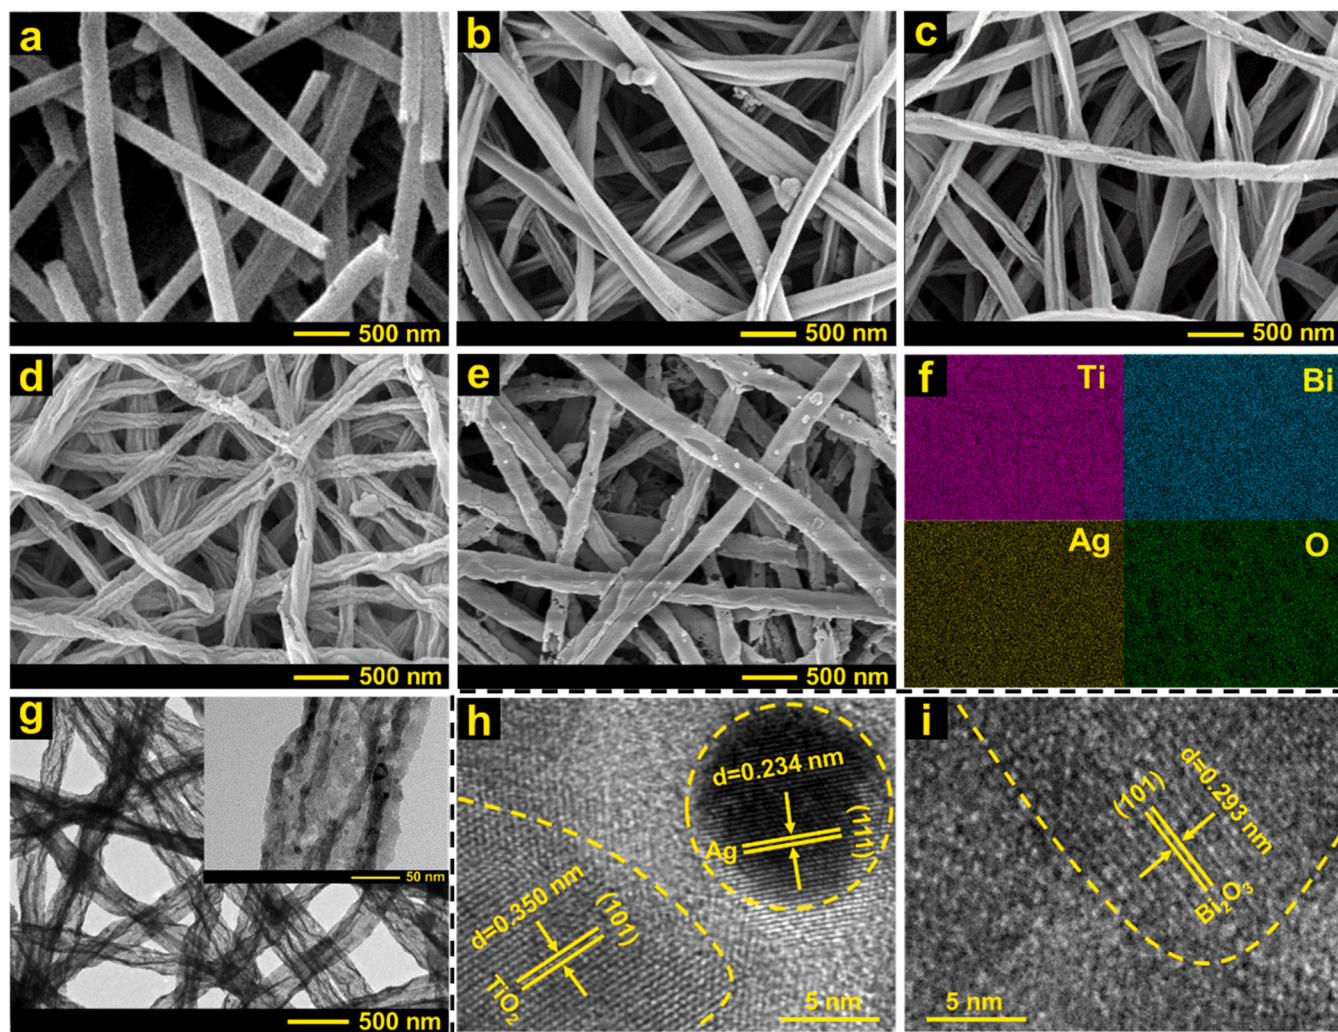 a
500 nm
b
500 nm
c
500 nm
d
500 nm
e
500 nm
f
Ti
Bi
Ag
O
g
50 nm
500 nm
h
d=0.234 nm
Ag
(111)
d=0.350 nm
(101)
TiO₂
5 nm
i
(101)
d=0.293 nm
Bi₂O₃
5 nm